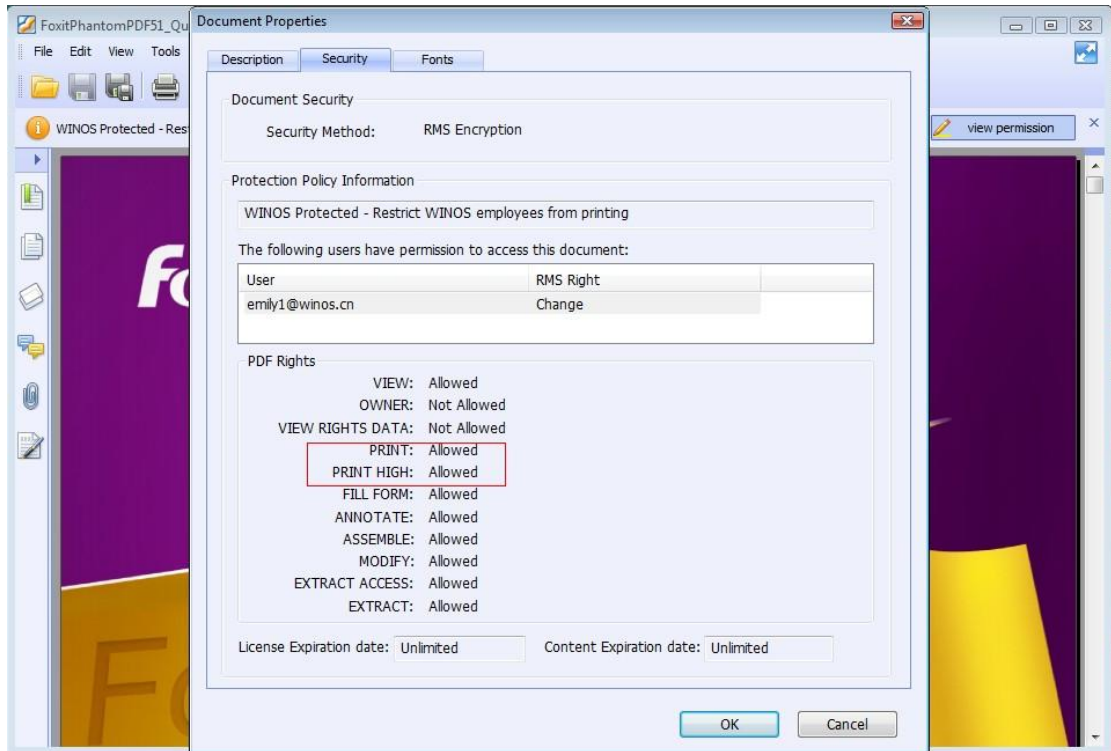 FoxitPhantomPDF51_Qu
Document Properties
File Edit View Tools
Description Security Fonts
Document Security
Security Method: RMS Encryption
WINOS Protected - Res
view permission
Protection Policy Information
WINOS Protected - Restrict WINOS employees from printing
The following users have permission to access this document:
User RMS Right
emily1@winos.cn Change
PDF Rights
VIEW: Allowed
OWNER: Not Allowed
VIEW RIGHTS DATA: Not Allowed
PRINT: Allowed
PRINT HIGH: Allowed
FILL FORM: Allowed
ANNOTATE: Allowed
ASSEMBLE: Allowed
MODIFY: Allowed
EXTRACT ACCESS: Allowed
EXTRACT: Allowed
License Expiration date: Unlimited Content Expiration date: Unlimited
OK Cancel